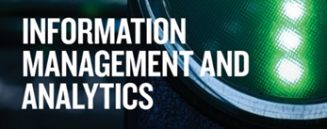 INFORMATION
MANAGEMENT AND
ANALYTICS